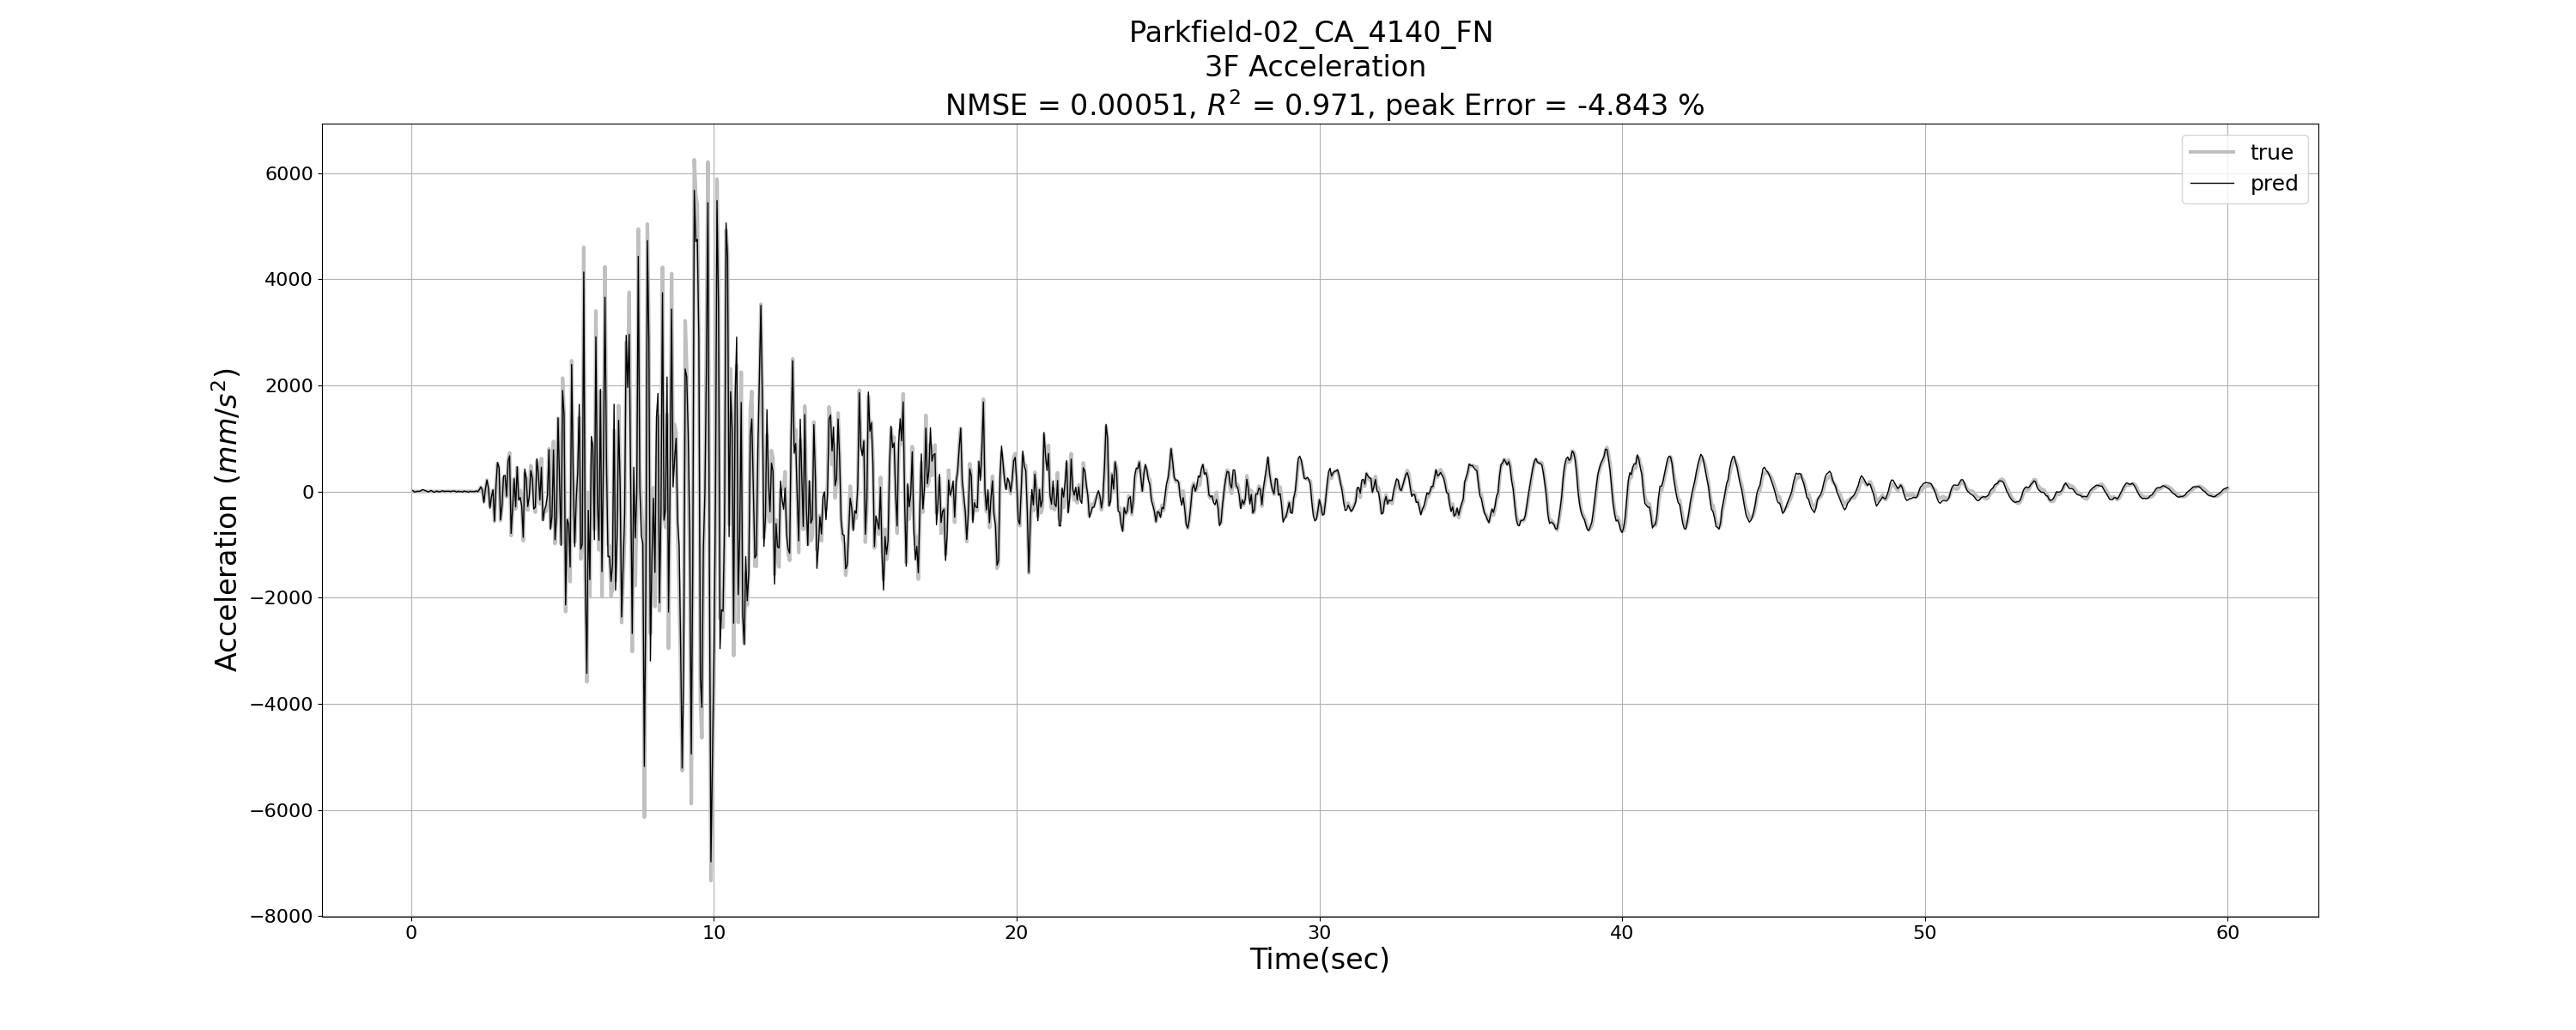 Parkfield-02_CA_4140_FN
3F Acceleration
NMSE = 0.00051, R² = 0.971, peak Error = -4.843 %
true
pred
6000
4000
2000
0
−2000
−4000
−6000
−8000
Acceleration (mm/s²)
0 10 20 30 40 50 60
Time(sec)